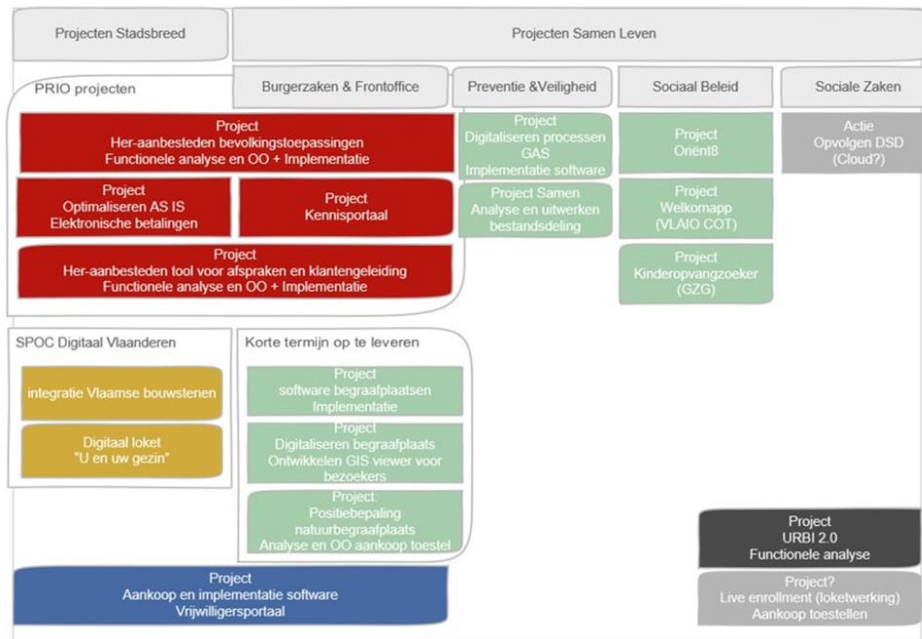 Projecten Stadsbreed
Projecten Samen Leven
PRIO projecten
Burgerzaken & Frontoffice
Preventie &Veiligheid
Sociaal Beleid
Sociale Zaken
Project
Her-aanbesteden bevolkingstoepassingen
Functionele analyse en OO + Implementatie
Project
Optimaliseren AS IS
Elektronische betalingen
Project
Kennisportaal
Project
Her-aanbesteden tool voor afspraken en klantengeleiding
Functionele analyse en OO + Implementatie
Project
Digitaliseren processen
GAS
Implementatie software
Project Samen
Analyse en uitwerken
bestandsdeling
Project
Oriënt8
Project
Welkomapp
(VLAIO COT)
Project
Kinderopvangzoeker
(GZG)
Actie
Opvolgen DSD
(Cloud?)
SPOC Digitaal Vlaanderen
integratie Vlaamse bouwstenen
Digitaal loket
"U en uw gezin"
Korte termijn op te leveren
Project
software begraafplaatsen
Implementatie
Project
Digitaliseren begraafplaats
Ontwikkelen GIS viewer voor
bezoekers
Project:
Positiebepaling
natuurbegraafplaats
Analyse en OO aankoop toestel
Project
Aankoop en implementatie software
Vrijwilligersportaal
Project
URBI 2.0
Functionele analyse
Project?
Live enrollment (loketwerking)
Aankoop toestellen